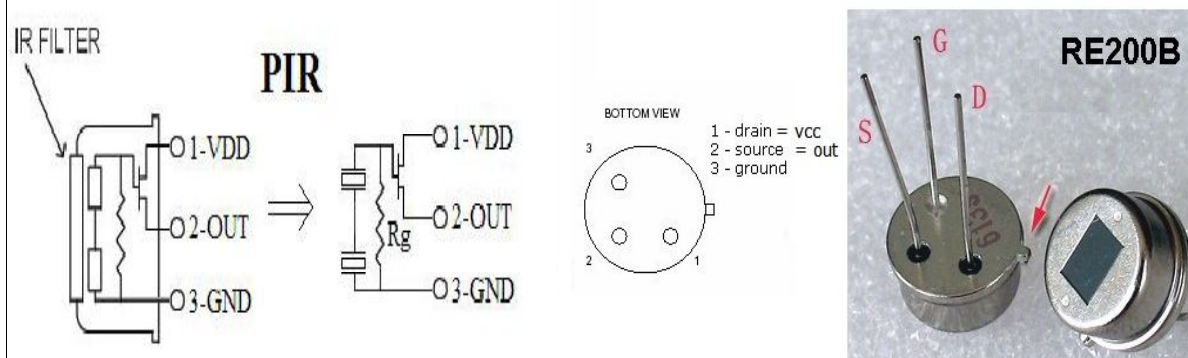 IR FILTER
PIR
1-VDD
2-OUT
3-GND
Rg
1-VDD
2-OUT
3-GND
BOTTOM VIEW
3
2
1
1 - drain = vcc
2 - source = out
3 - ground
RE200B
G
D
S
6133